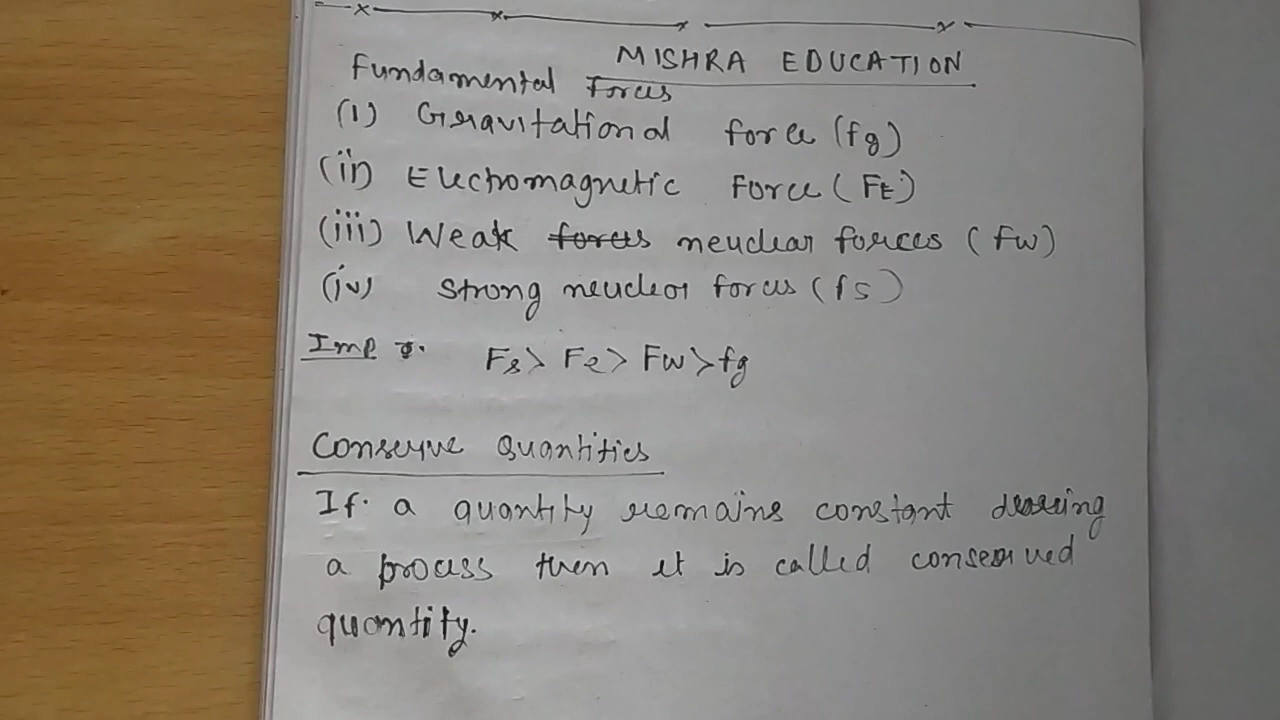 MISHRA EDUCATION
Fundamental Forces
(i) Gravitational force (fg)
(ii) Electromagnetic Force (FE)
(iii) Weak forces neuclear forces (Fw)
(iv) Strong neuclear forces (fs)
Imp :. Fs > Fe > Fw > fg
Conserve Quantities
If a quantity remains constant during
a process then it is called conserved
quantity.